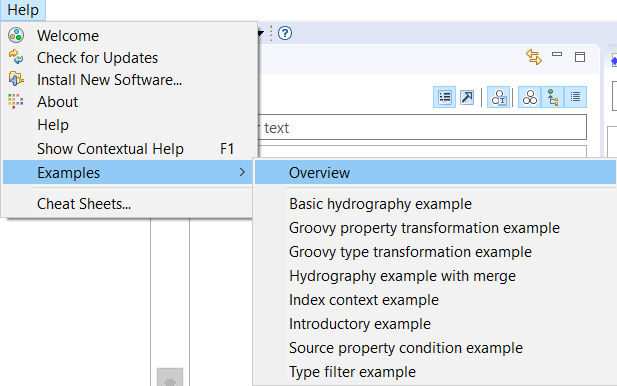 Help
Welcome
Check for Updates
Install New Software...
About
Help
r text
Show Contextual Help F1
Examples
Overview
Cheat Sheets...
Basic hydrography example
Groovy property transformation example
Groovy type transformation example
Hydrography example with merge
Index context example
Introductory example
Source property condition example
Type filter example